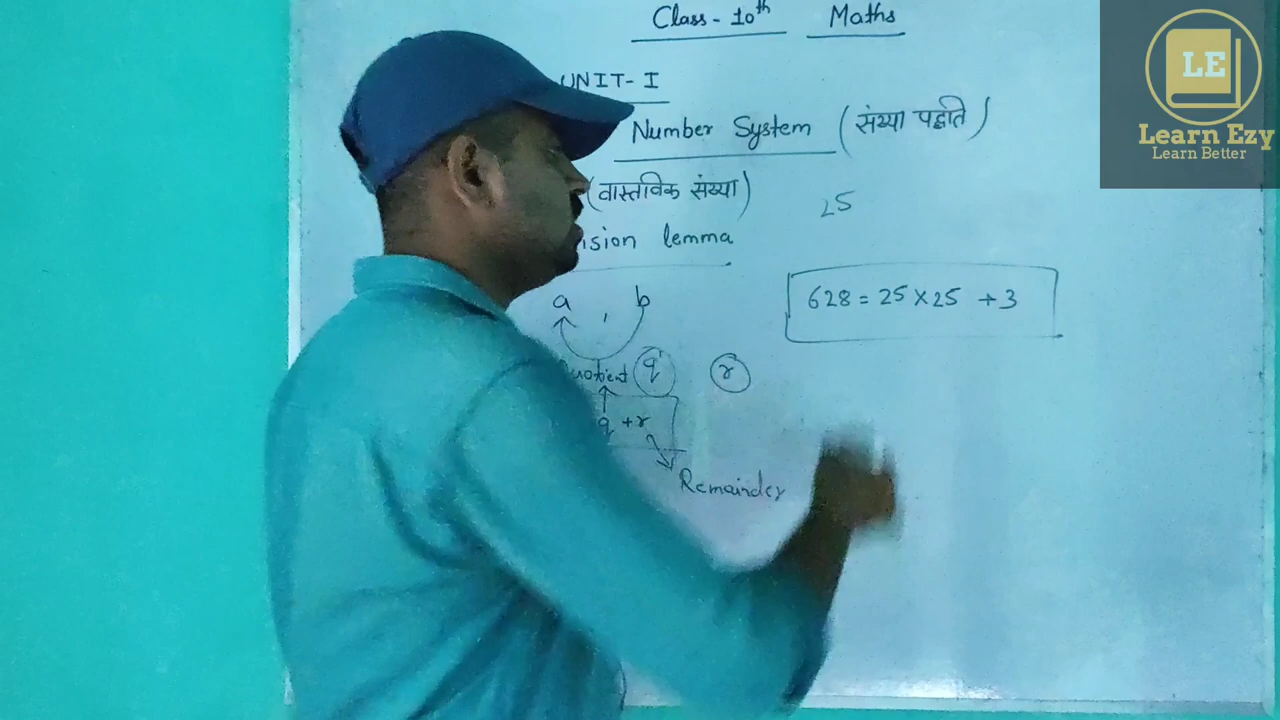 Class - 10th Maths
UNIT - I
Number System (संख्या पद्धति)
(वास्तविक संख्या)
25
ision lemma
a , b
628 = 25 × 25 + 3
uotient q r
q + r
Remainder
LE
Learn Ezy
Learn Better